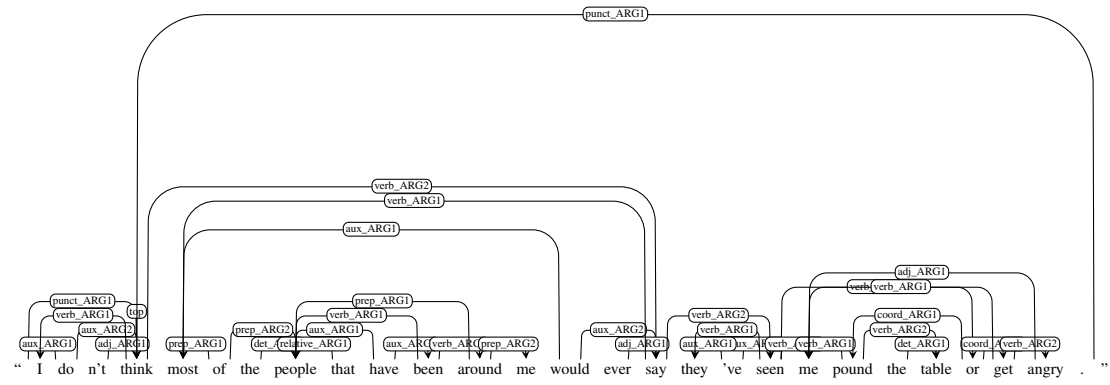 punct_ARG1
verb_ARG2
verb_ARG1
aux_ARG1
adj_ARG1
verb_ARG1
punct_ARG1 prep_ARG1
top
verb_ARG1 verb_ARG1 verb_ARG2 coord_ARG1
aux_ARG2 prep_ARG2 aux_ARG1 aux_ARG2 verb_ARG1 verb_ARG2
aux_ARG1 adj_ARG1 prep_ARG1 relative_ARG1 prep_ARG2 adj_ARG1 aux_ARG1 verb_ARG1 det_ARG1 verb_ARG2
“ I do n't think most of the people that have been around me would ever say they 've seen me pound the table or get angry . ”